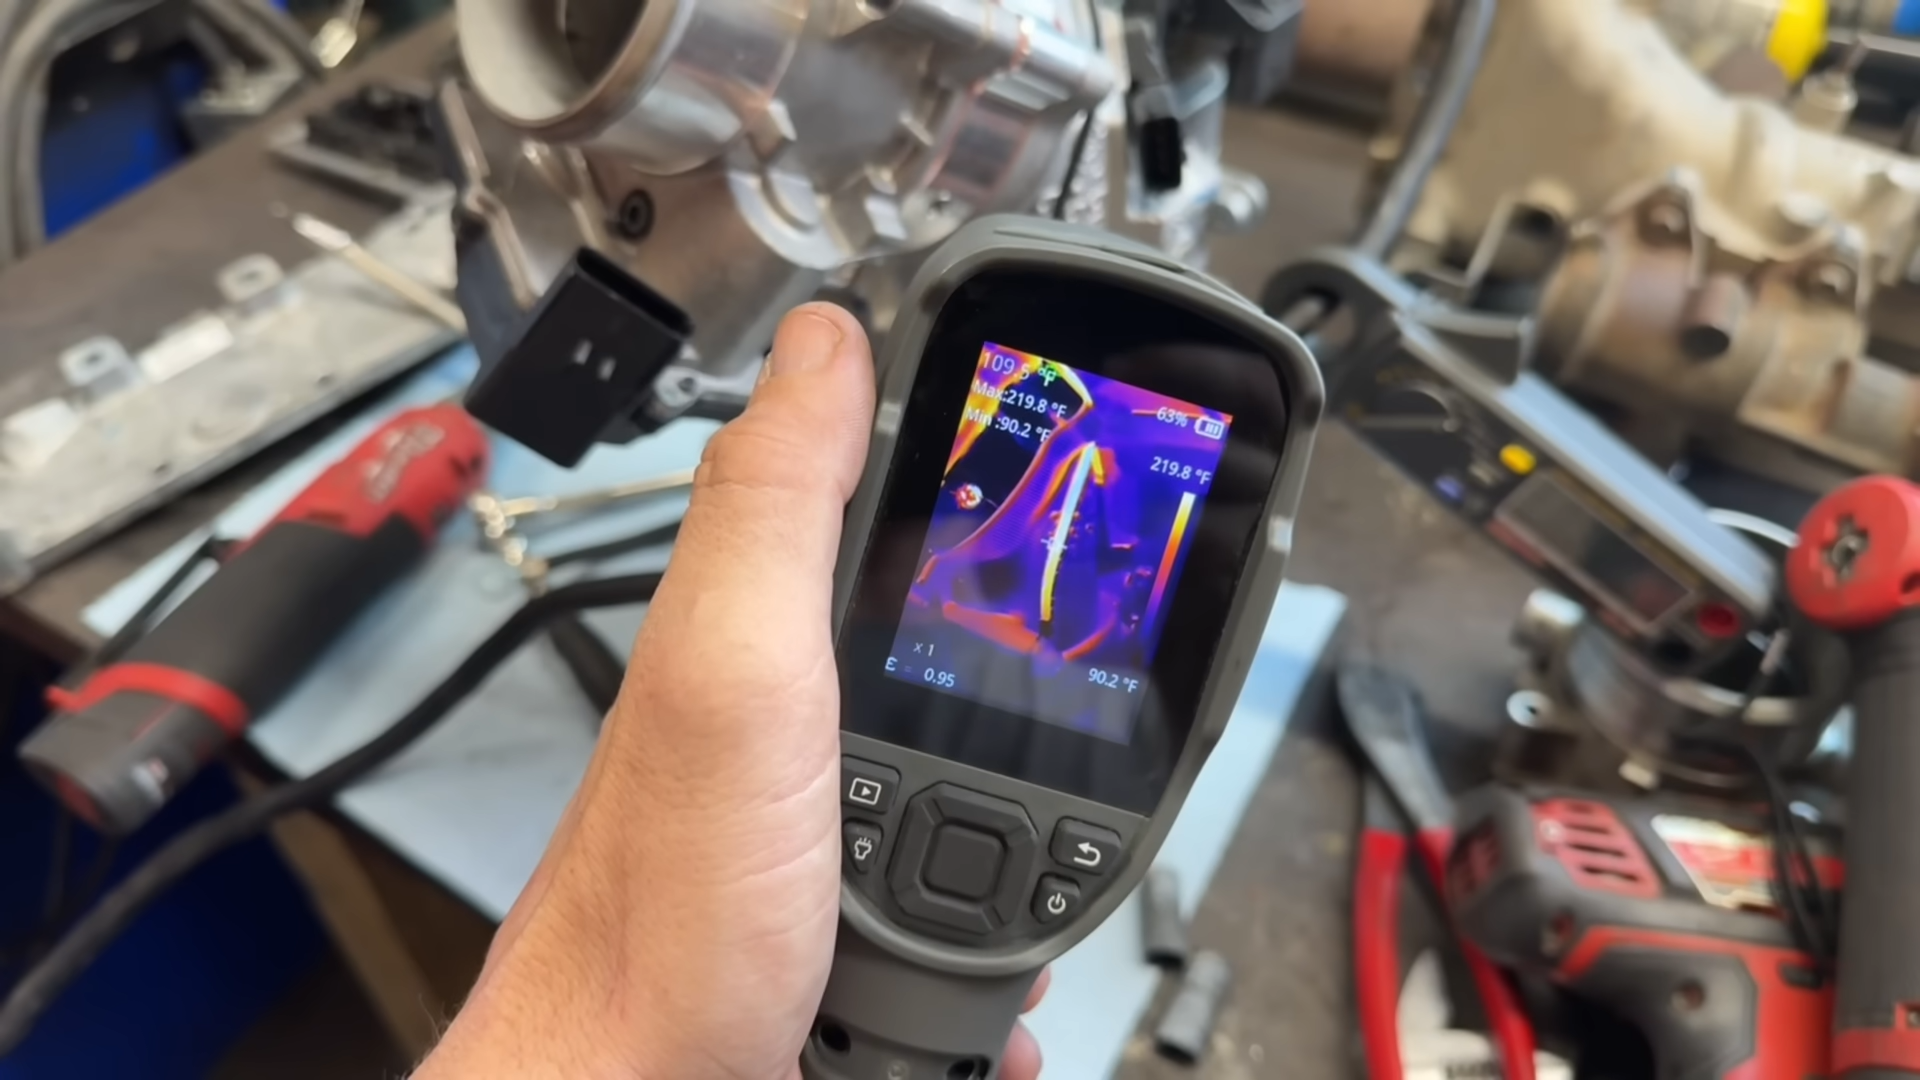 109.5 °F
Max:219.8 °F
Min :90.2 °F
63%
219.8 °F
x 1
E = 0.95
90.2 °F